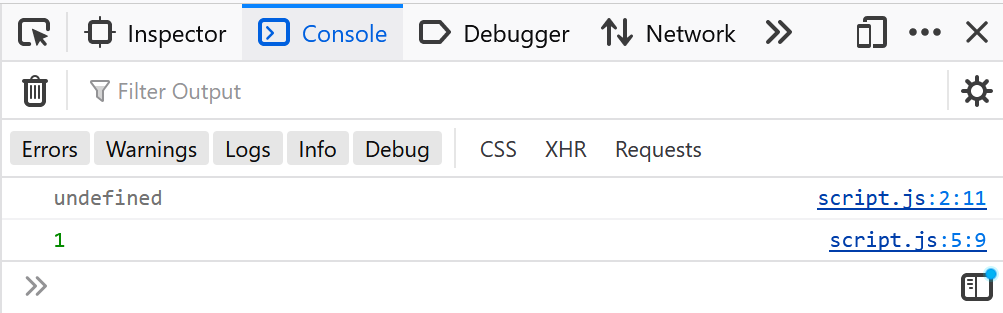 Inspector Console Debugger Network
Filter Output
Errors Warnings Logs Info Debug CSS XHR Requests
undefined script.js:2:11
1 script.js:5:9